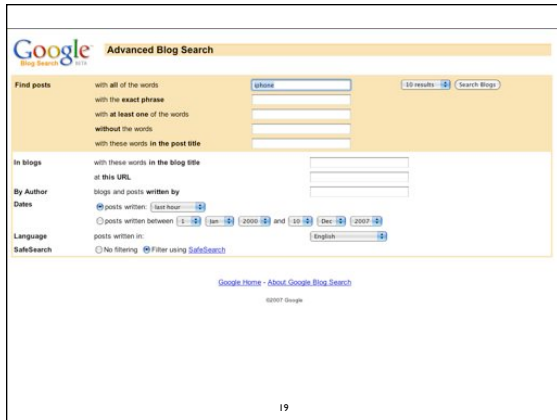 Google Advanced Blog Search
Blog Search BETA
Find posts with all of the words iphone 10 results Search Blogs
with the exact phrase
with at least one of the words
without the words
with these words in the post title
In blogs with these words in the blog title
at this URL
By Author blogs and posts written by
Dates posts written: last hour
posts written between 1 Jan 2000 and 10 Dec 2007
Language posts written in: English
SafeSearch No filtering Filter using SafeSearch
Google Home - About Google Blog Search
©2007 Google
19